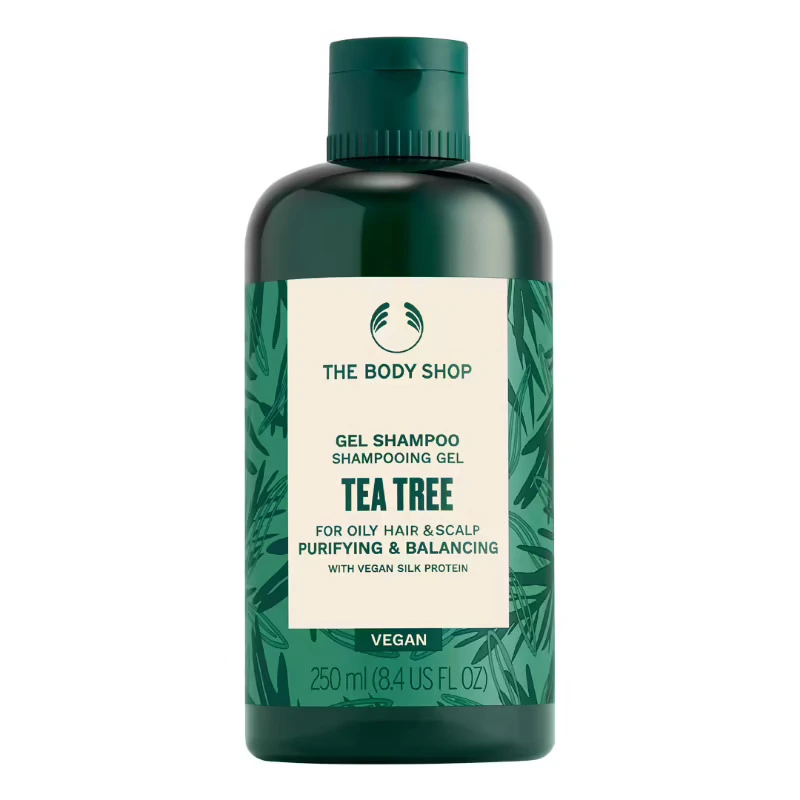 THE BODY SHOP
GEL SHAMPOO
SHAMPOOING GEL
TEA TREE
FOR OILY HAIR & SCALP
PURIFYING & BALANCING
WITH VEGAN SILK PROTEIN
VEGAN
250 ml (8.4 US FL OZ)